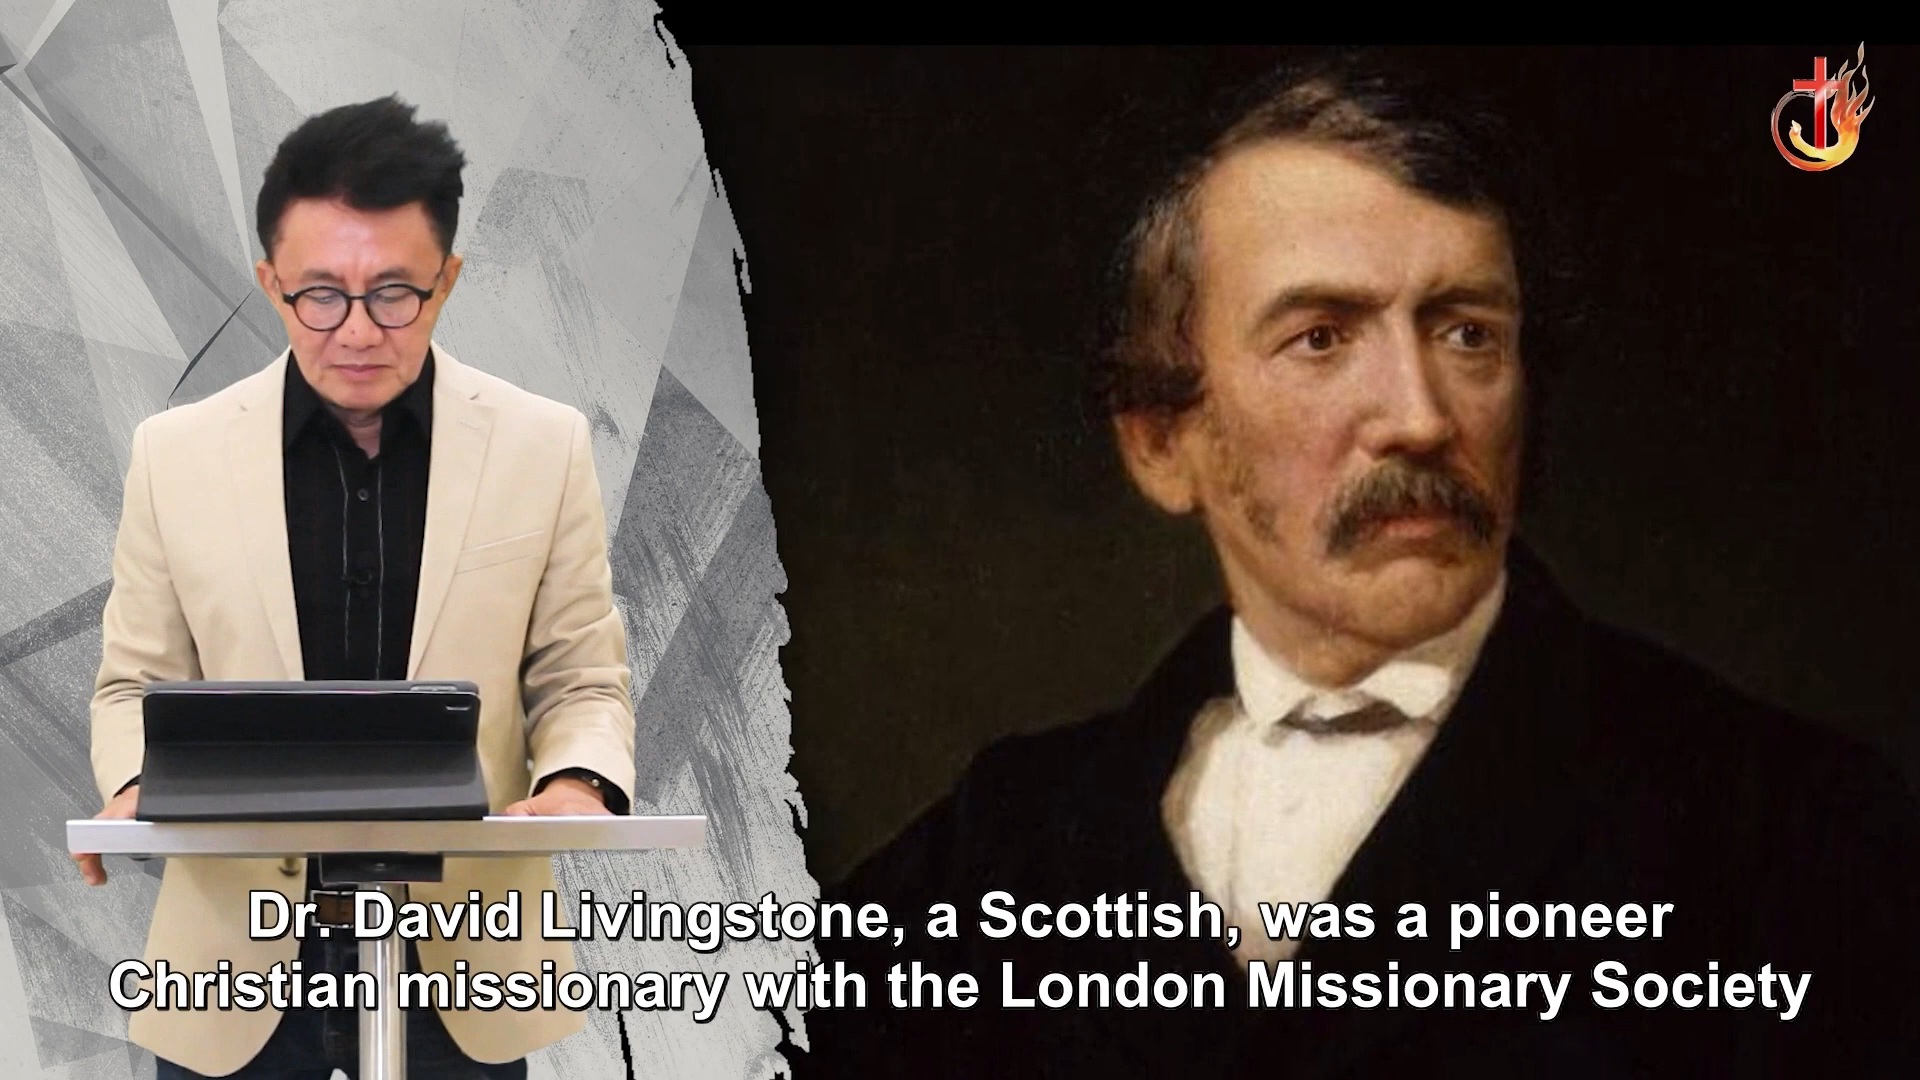 Dr. David Livingstone, a Scottish, was a pioneer
Christian missionary with the London Missionary Society